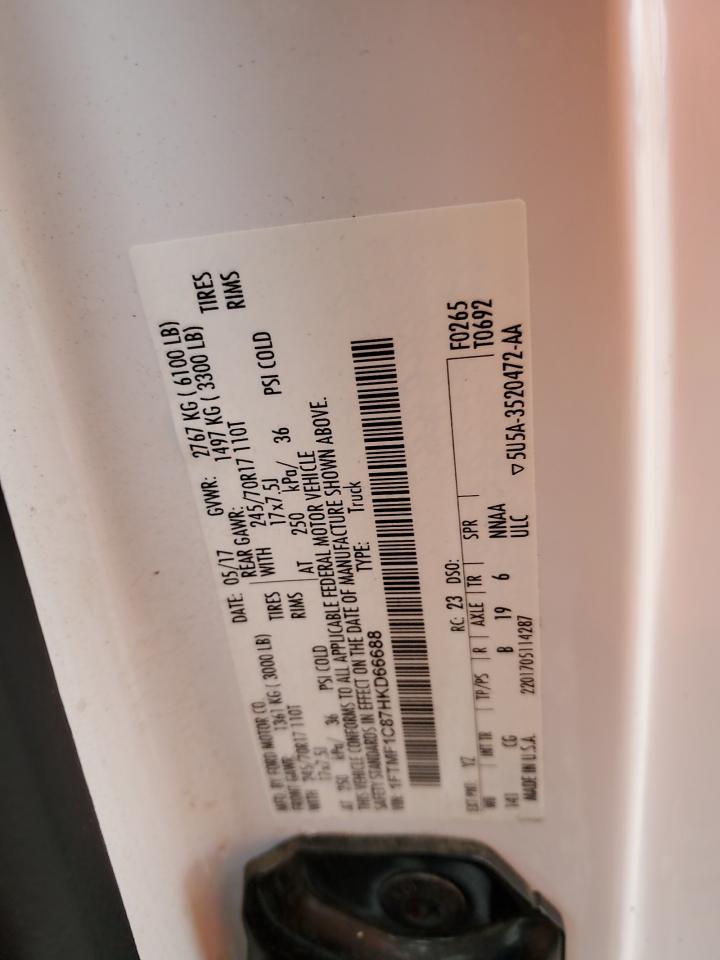 MFD. BY FORD MOTOR CO.
DATE: 05/17 GVWR: 2767 KG ( 6100 LB)
FRONT GAWR: 1361 KG ( 3000 LB) REAR GAWR: 1497 KG ( 3300 LB)
WITH 245/70R17 110T TIRES WITH 245/70R17 110T TIRES
17x7.5J RIMS 17x7.5J RIMS
AT 250 kPa/ 36 PSI COLD AT 250 kPa/ 36 PSI COLD
THIS VEHICLE CONFORMS TO ALL APPLICABLE FEDERAL MOTOR VEHICLE
SAFETY STANDARDS IN EFFECT ON THE DATE OF MANUFACTURE SHOWN ABOVE.
VIN: 1FTMF1C87HKD66688 TYPE: Truck
F0265
T0692
EXT PNT: YZ RC: 23 DSO:
WB INT TR TP/PS R AXLE TR SPR
141 CG B 19 6 NNAA
ULC
MADE IN U.S.A. 2201705114287 ▽5U5A-3520472-AA